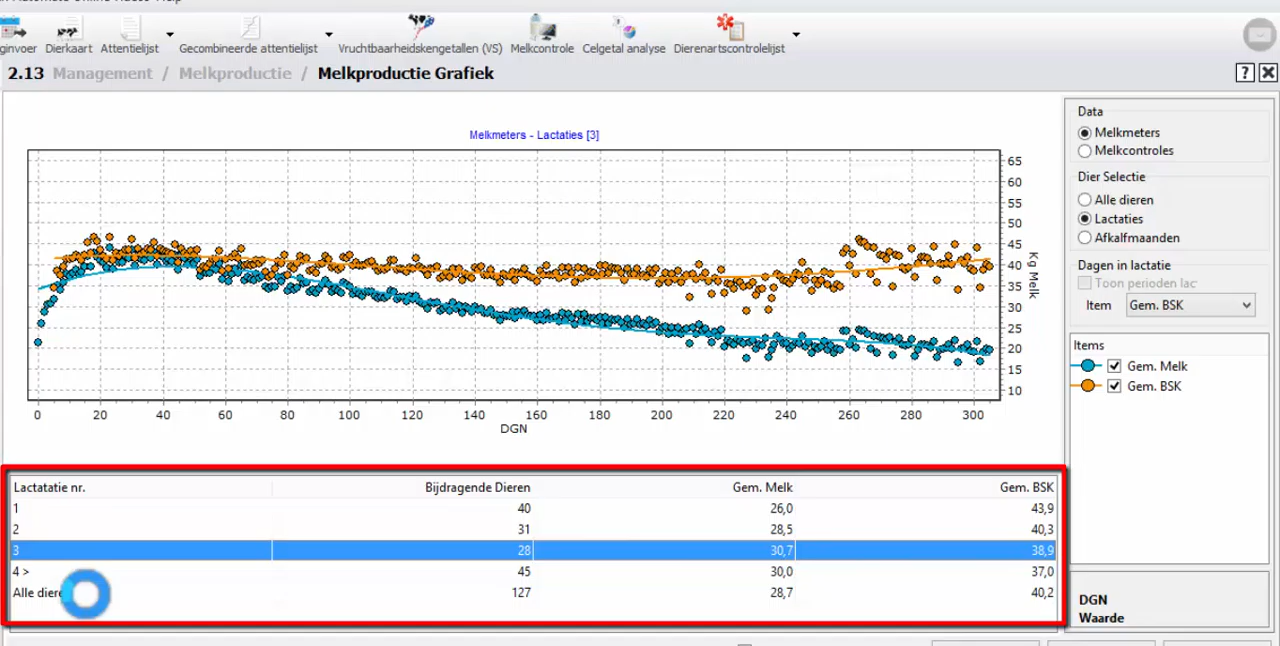 Dierkaart Attentielijst Gecombineerde attentielijst Vruchtbaarheidskengetallen (VS) Melkcontrole Celgetal analyse Dierenartscontrolelijst
2.13 Management / Melkproductie / Melkproductie Grafiek
?
Melkmeters - Lactaties [3]
65
60
55
50
45
40
35
30
25
20
15
10
Kg Melk
0 20 40 60 80 100 120 140 160 180 200 220 240 260 280 300
DGN
Data
Melkmeters
Melkcontroles
Dier Selectie
Alle dieren
Lactaties
Afkalfmaanden
Dagen in lactatie
Toon perioden lac
Item Gem. BSK
Items
Gem. Melk
Gem. BSK
Lactatatie nr. Bijdragende Dieren Gem. Melk Gem. BSK
1 40 26,0 43,9
2 31 28,5 40,3
3 28 30,7 38,9
4 > 45 30,0 37,0
Alle diere 127 28,7 40,2
DGN
Waarde